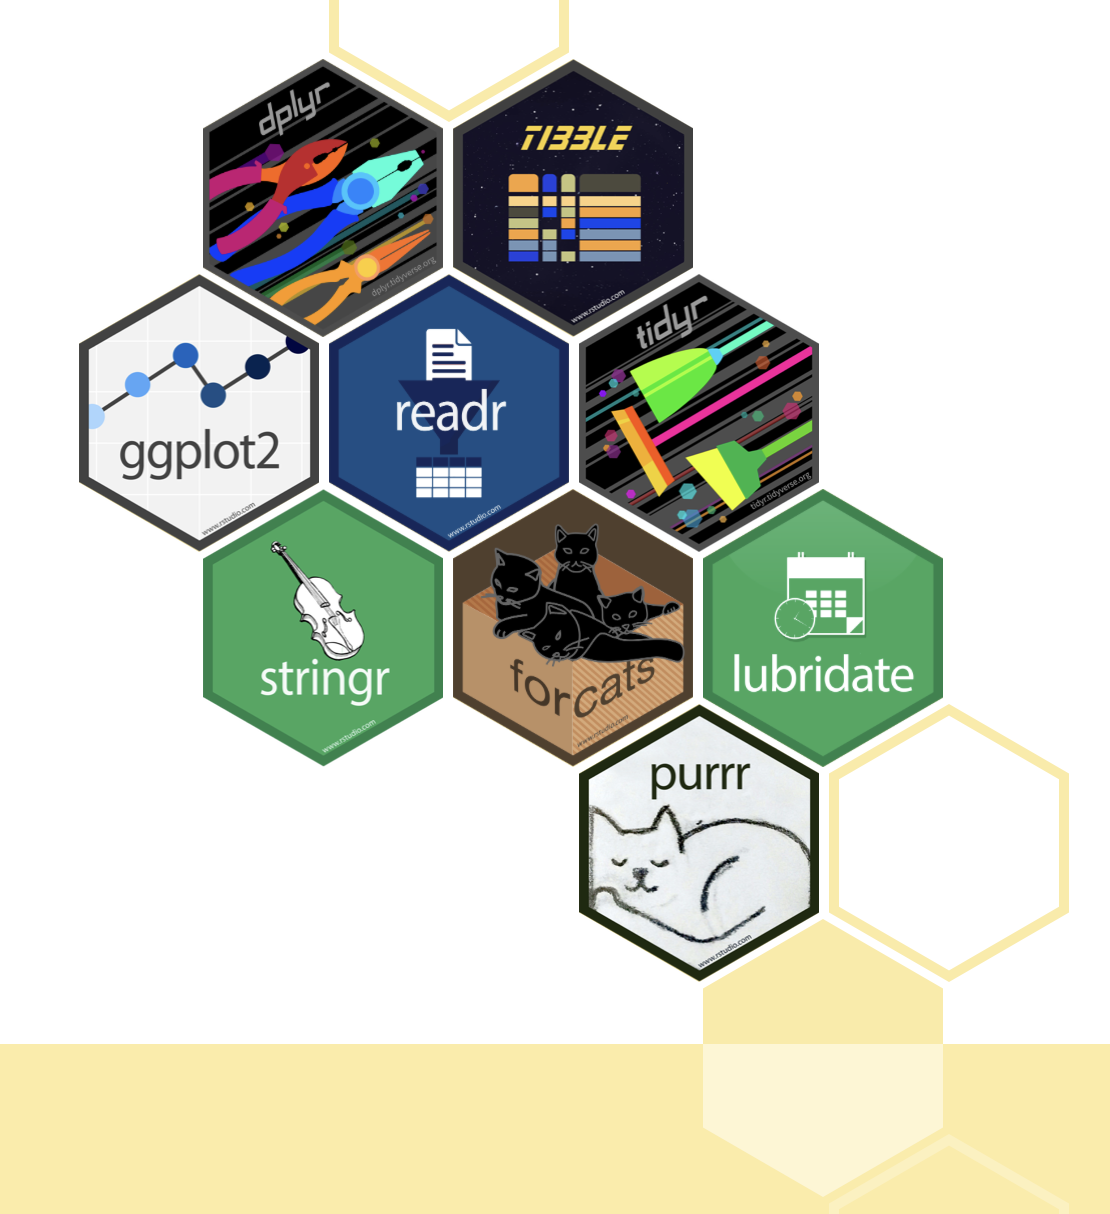 dplyr
dplyr.tidyverse.org
TIBBLE
www.rstudio.com
ggplot2
www.rstudio.com
readr
www.rstudio.com
tidyr
tidyr.tidyverse.org
stringr
www.rstudio.com
forcats
www.rstudio.com
lubridate
purrr
www.rstudio.com